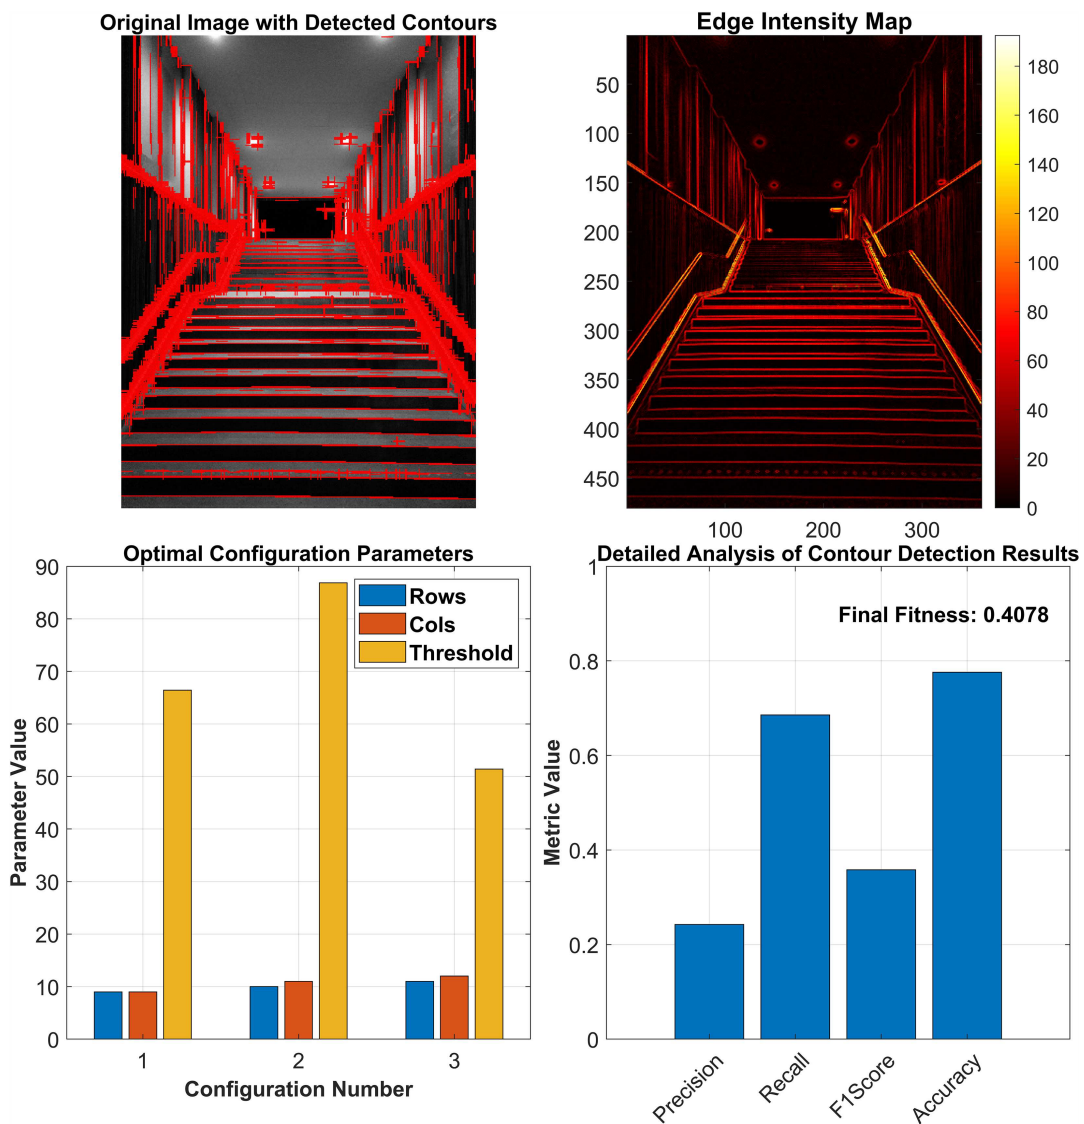 Original Image with Detected Contours
Edge Intensity Map
50
100
150
200
250
300
350
400
450
100 200 300
180
160
140
120
100
80
60
40
20
0
Optimal Configuration Parameters
90
80
70
60
50
40
30
20
10
0
Parameter Value
Rows
Cols
Threshold
1 2 3
Configuration Number
Detailed Analysis of Contour Detection Results
1
0.8
0.6
0.4
0.2
0
Metric Value
Final Fitness: 0.4078
Precision
Recall
F1Score
Accuracy